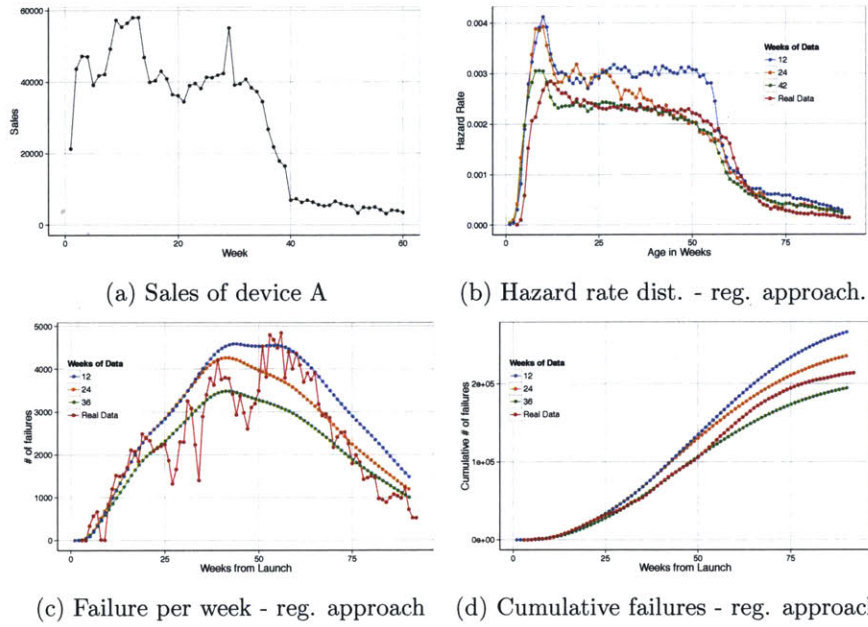 60000
40000
20000
0
Sales
0 20 40 60
Week
(a) Sales of device A
0.004
0.003
0.002
0.001
0.000
Hazard Rate
Weeks of Data
12
24
42
Real Data
0 25 50 75
Age in Weeks
(b) Hazard rate dist. - reg. approach.
5000
4000
3000
2000
1000
0
# of failures
Weeks of Data
12
24
36
Real Data
0 25 50 75
Weeks from Launch
(c) Failure per week - reg. approach
2e+05
1e+05
0e+00
Cumulative # of failures
Weeks of Data
12
24
36
Real Data
0 25 50 75
Weeks from Launch
(d) Cumulative failures - reg. approach